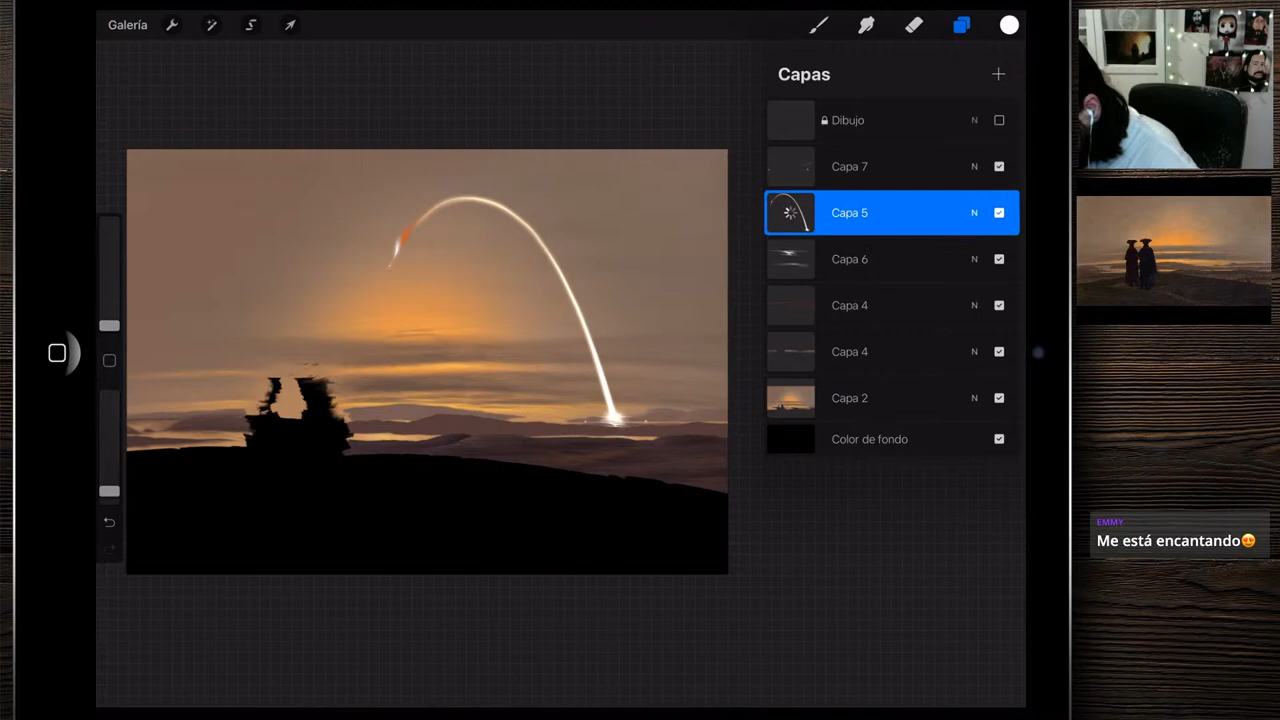 Galería
Capas
Dibujo N
Capa 7 N
Capa 5 N
Capa 6 N
Capa 4 N
Capa 4 N
Capa 2 N
Color de fondo
EMMY
Me está encantando😍